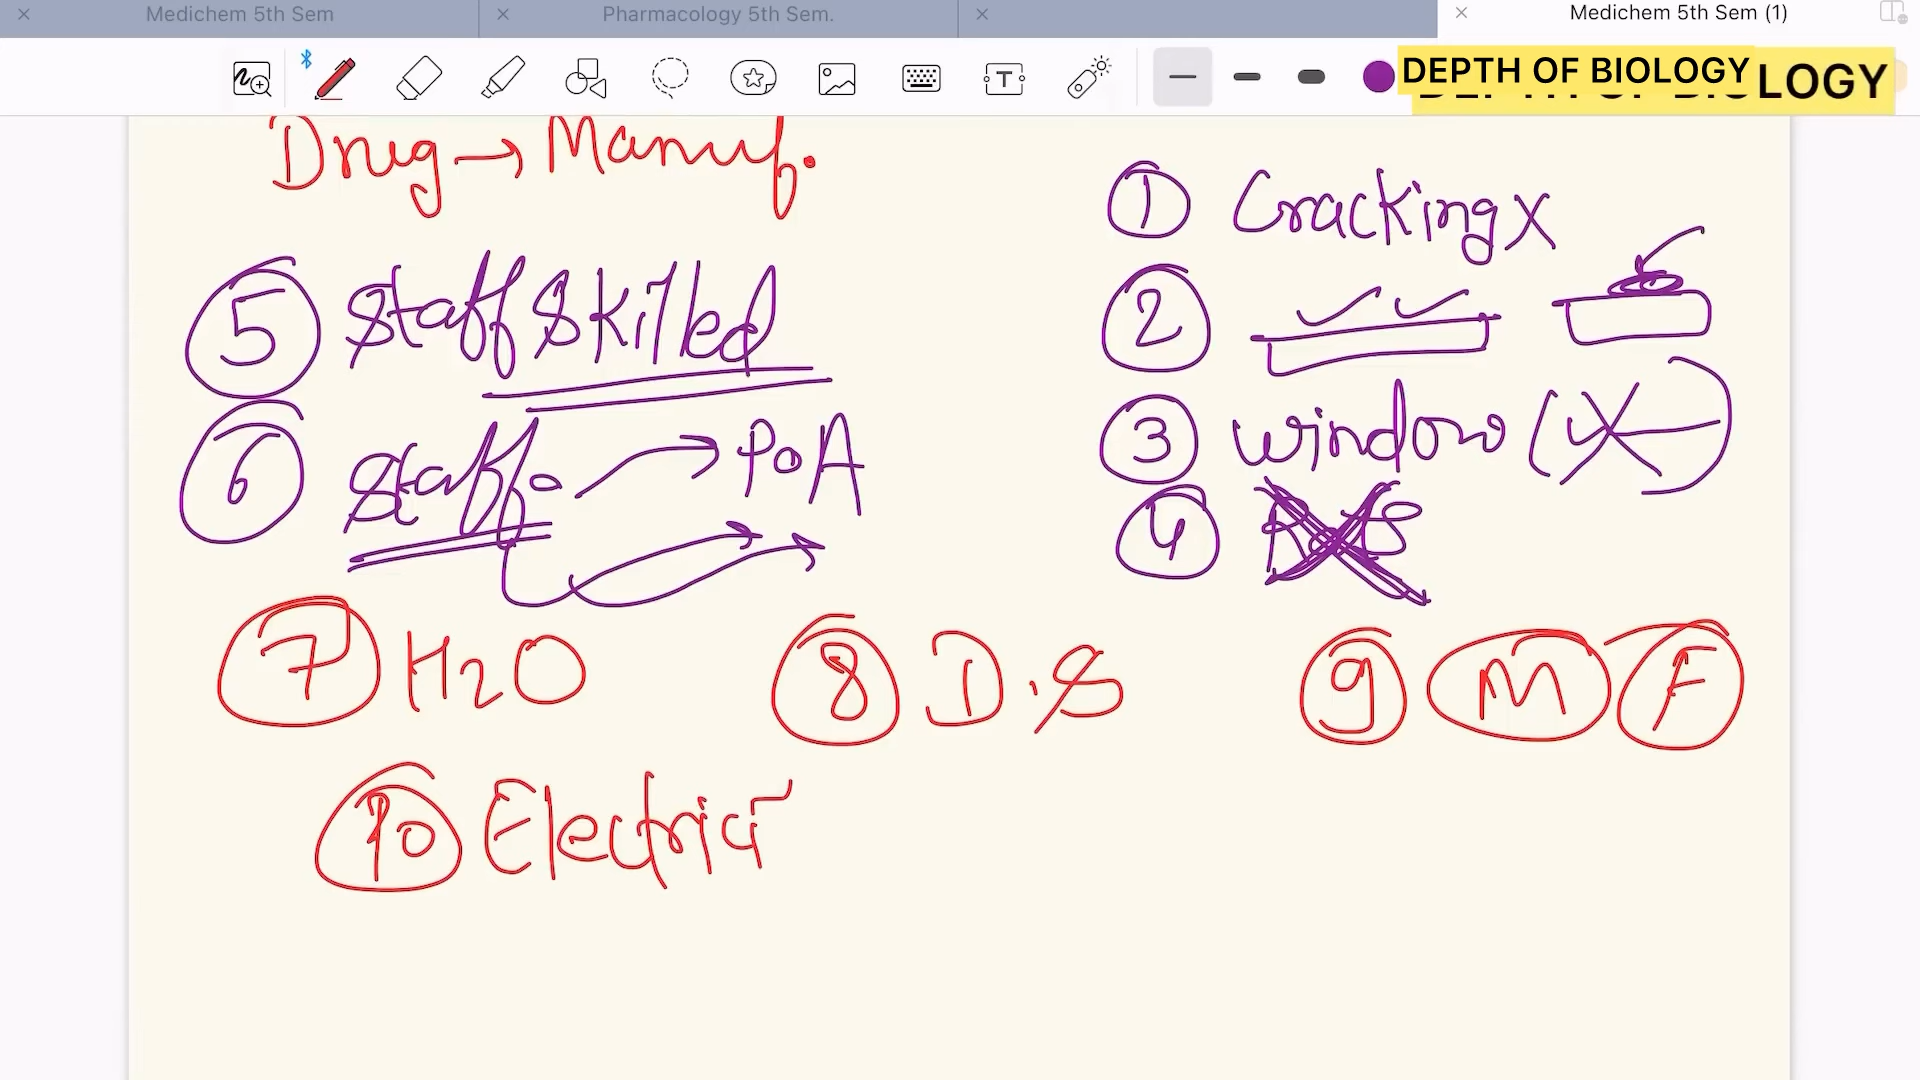 Medichem 5th Sem
Pharmacology 5th Sem.
Medichem 5th Sem (1)
DEPTH OF BIOLOGY
LOGY
Drug → Manuf.
① Cracking X
⑤ Staff Skilled
②
⑥ Staff → PoA
③ window (X)
④
⑦ H2O
⑧ D.S
⑨ M F
⑩ Electrici